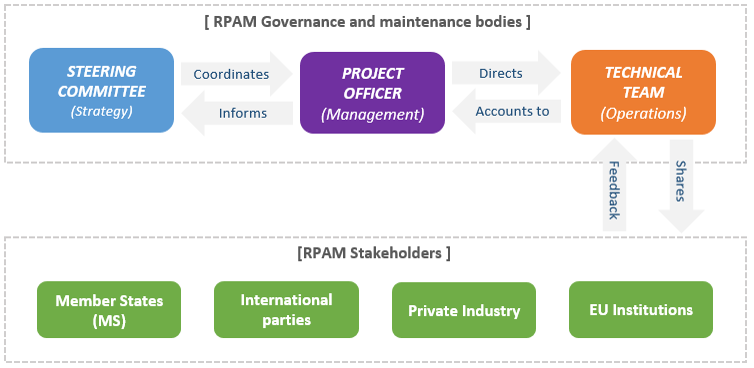 [ RPAM Governance and maintenance bodies ]
STEERING
COMMITTEE
(Strategy)
Coordinates
Informs
PROJECT
OFFICER
(Management)
Directs
Accounts to
TECHNICAL
TEAM
(Operations)
Feedback
Shares
[RPAM Stakeholders ]
Member States
(MS)
International
parties
Private Industry
EU Institutions